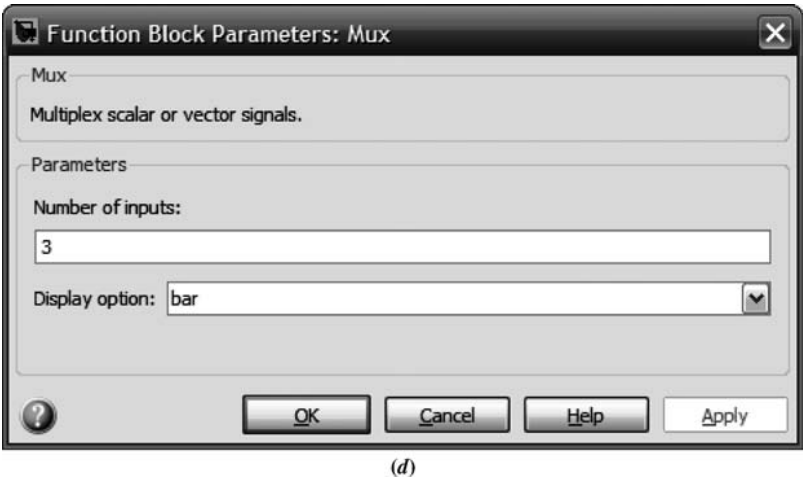 Function Block Parameters: Mux
Mux
Multiplex scalar or vector signals.
Parameters
Number of inputs:
3
Display option: bar
? OK Cancel Help Apply
(d)